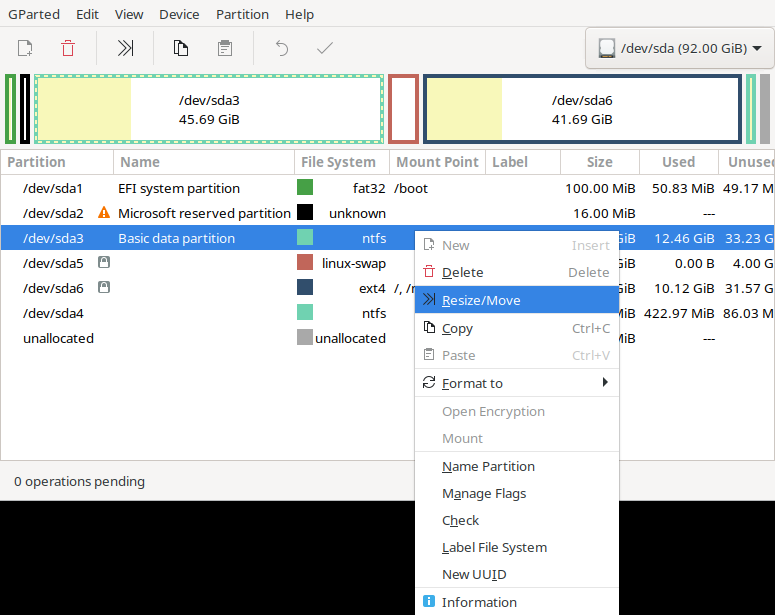 GParted Edit View Device Partition Help
/dev/sda (92.00 GiB)
/dev/sda3
45.69 GiB
/dev/sda6
41.69 GiB
Partition Name File System Mount Point Label Size Used Unused
/dev/sda1 EFI system partition fat32 /boot 100.00 MiB 50.83 MiB 49.17 M
/dev/sda2 Microsoft reserved partition unknown 16.00 MiB ---
/dev/sda3 Basic data partition ntfs GiB 12.46 GiB 33.23 G
/dev/sda5 linux-swap GiB 0.00 B 4.00 G
/dev/sda6 ext4 /, / GiB 10.12 GiB 31.57 G
/dev/sda4 ntfs MiB 422.97 MiB 86.03 M
unallocated unallocated MiB ---
New Insert
Delete Delete
Resize/Move
Copy Ctrl+C
Paste Ctrl+V
Format to
Open Encryption
Mount
Name Partition
Manage Flags
Check
Label File System
New UUID
Information
0 operations pending